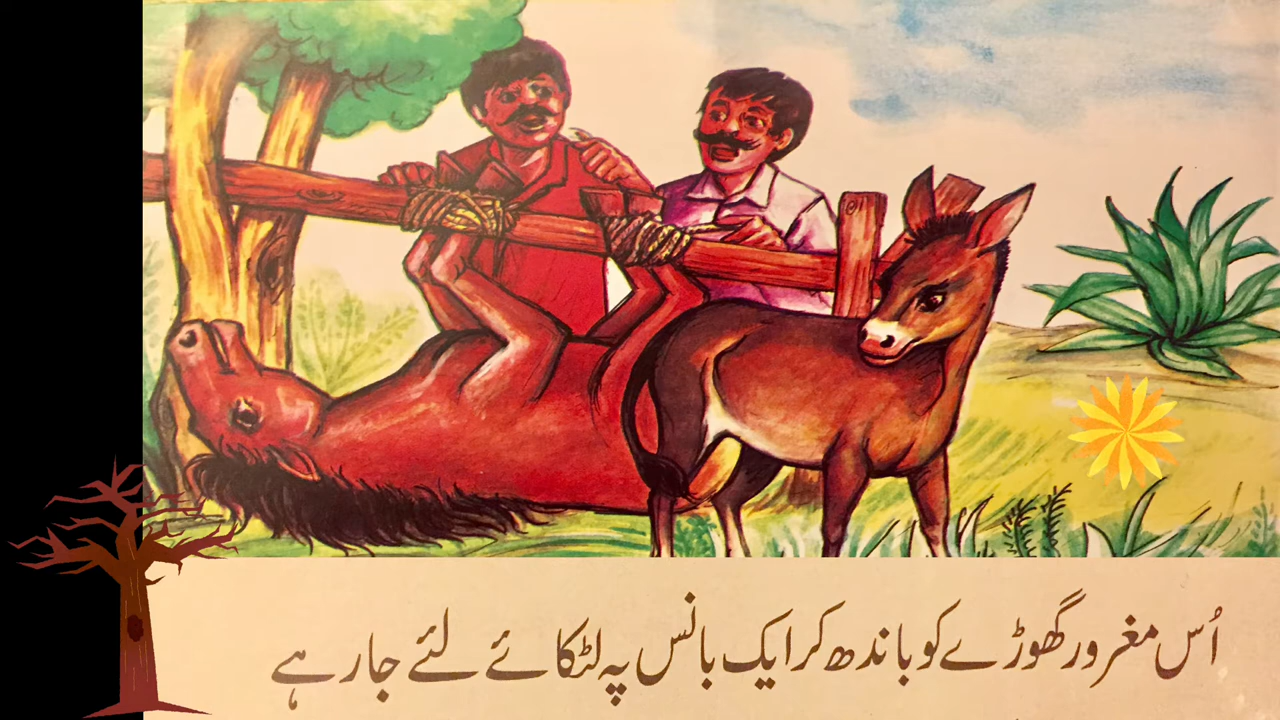 اُس مغرور گھوڑے کو باندھ کر ایک بانس پہ لٹکائے لئے جا رہے